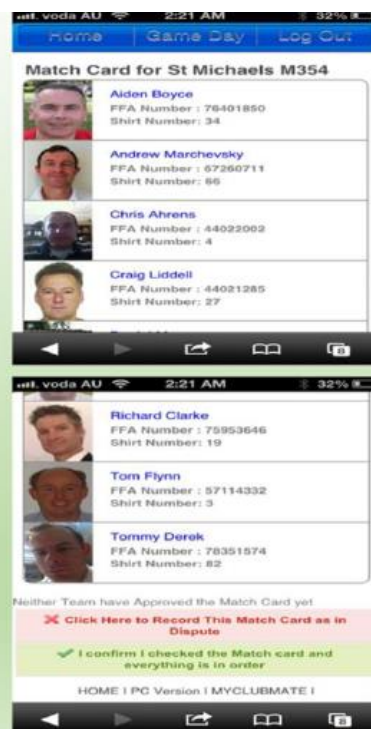 voda AU 2:21 AM 32%
Home Game Day Log Out
Match Card for St Michaels M354
Aiden Boyce
FFA Number : 76401850
Shirt Number: 34
Andrew Marchevsky
FFA Number : 67260711
Shirt Number: 66
Chris Ahrens
FFA Number : 44022002
Shirt Number: 4
Craig Liddell
FFA Number : 44021285
Shirt Number: 27
8
voda AU 2:21 AM 32%
Richard Clarke
FFA Number : 75953646
Shirt Number: 19
Tom Flynn
FFA Number : 57114332
Shirt Number: 3
Tommy Derek
FFA Number : 78351574
Shirt Number: 82
Neither Team have Approved the Match Card yet
Click Here to Record This Match Card as in
Dispute
I confirm I checked the Match card and
everything is in order
HOME | PC Version | MYCLUBMATE |
8